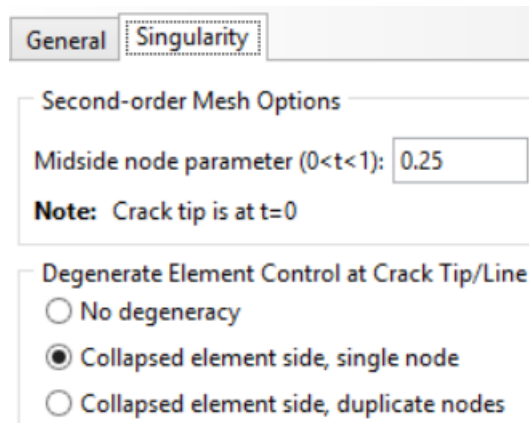 General Singularity
Second-order Mesh Options
Midside node parameter (0<t<1): 0.25
Note: Crack tip is at t=0
Degenerate Element Control at Crack Tip/Line
No degeneracy
Collapsed element side, single node
Collapsed element side, duplicate nodes